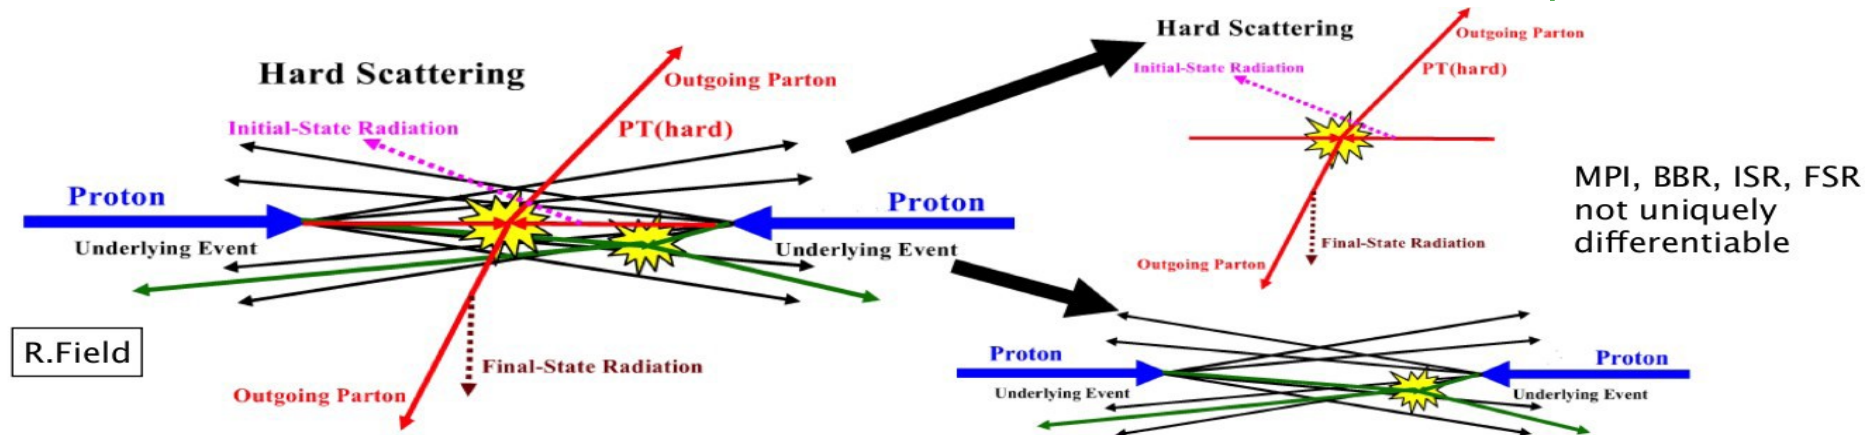 Hard Scattering
Outgoing Parton
Initial-State Radiation
PT(hard)
Proton
Proton
Underlying Event
Underlying Event
R.Field
Final-State Radiation
Outgoing Parton
Hard Scattering
Outgoing Parton
Initial-State Radiation
PT(hard)
Final-State Radiation
Outgoing Parton
MPI, BBR, ISR, FSR
not uniquely
differentiable
Proton
Proton
Underlying Event
Underlying Event